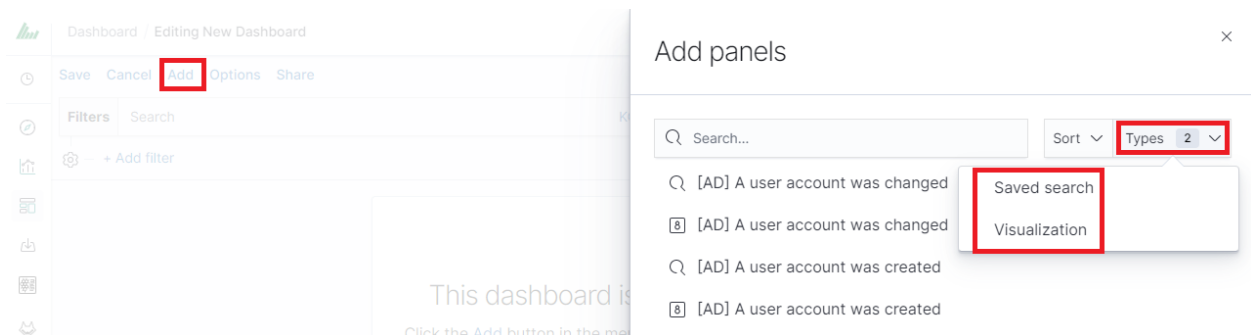 Dashboard / Editing New Dashboard
Save Cancel Add Options Share
Filters Search
+ Add filter
This dashboard is
Click the Add button in the me
Add panels
Search...
Sort
Types 2
Saved search
Visualization
[AD] A user account was changed
8 [AD] A user account was changed
[AD] A user account was created
8 [AD] A user account was created